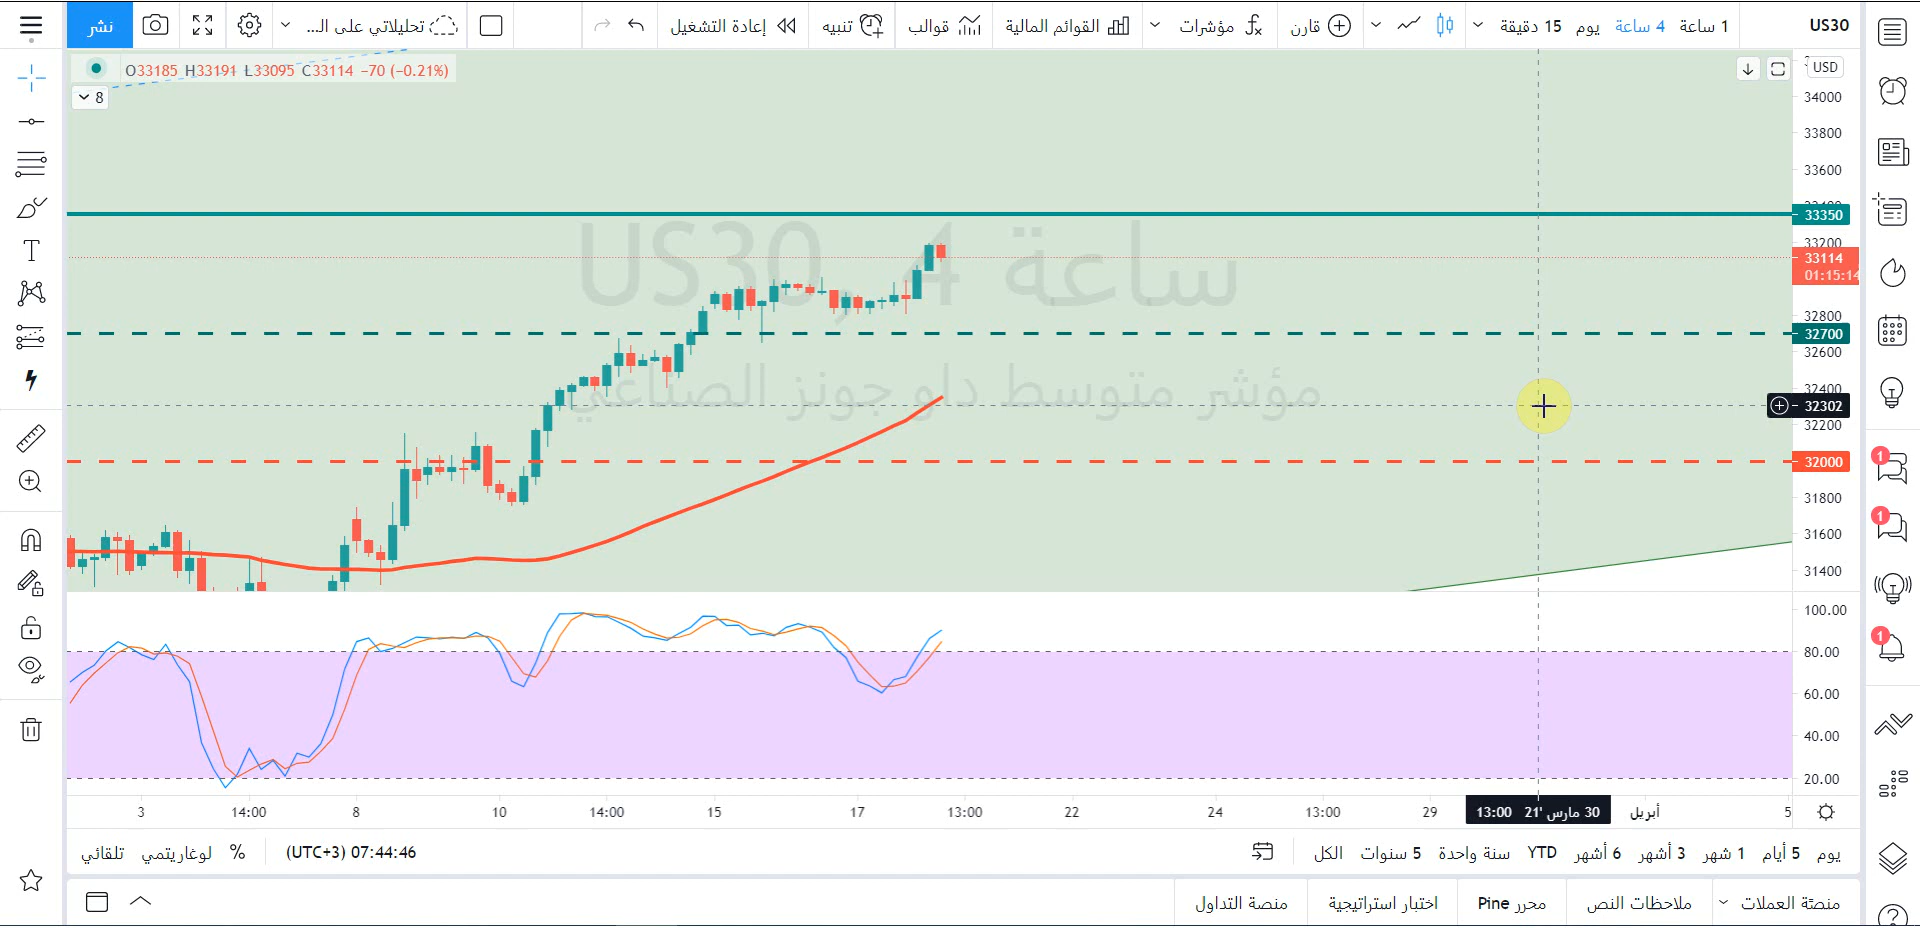 US30
1 ساعة
4 ساعة
يوم
15 دقيقة
قارن
مؤشرات
القوائم المالية
قوالب
تنبيه
إعادة التشغيل
تحليلاتي على الـ...
نشر
O33185 H33191 L33095 C33114 −70 (−0.21%)
8
USD
34000
33800
33600
33350
33200
33114
01:15:14
32800
32700
32600
32400
32302
32200
32000
31800
31600
31400
US30, 4 ساعة
مؤشر متوسط داو جونز الصناعي
100.00
80.00
60.00
40.00
20.00
3
14:00
8
10
14:00
15
17
13:00
22
24
13:00
29
30 مارس '21 13:00
أبريل
5
يوم
5 أيام
1 شهر
3 أشهر
6 أشهر
YTD
سنة واحدة
5 سنوات
الكل
07:44:46 (UTC+3)
%
لوغاريتمي
تلقائي
منصئة العملات
ملاحظات النص
محرر Pine
اختبار استراتيجية
منصة التداول
1
1
1